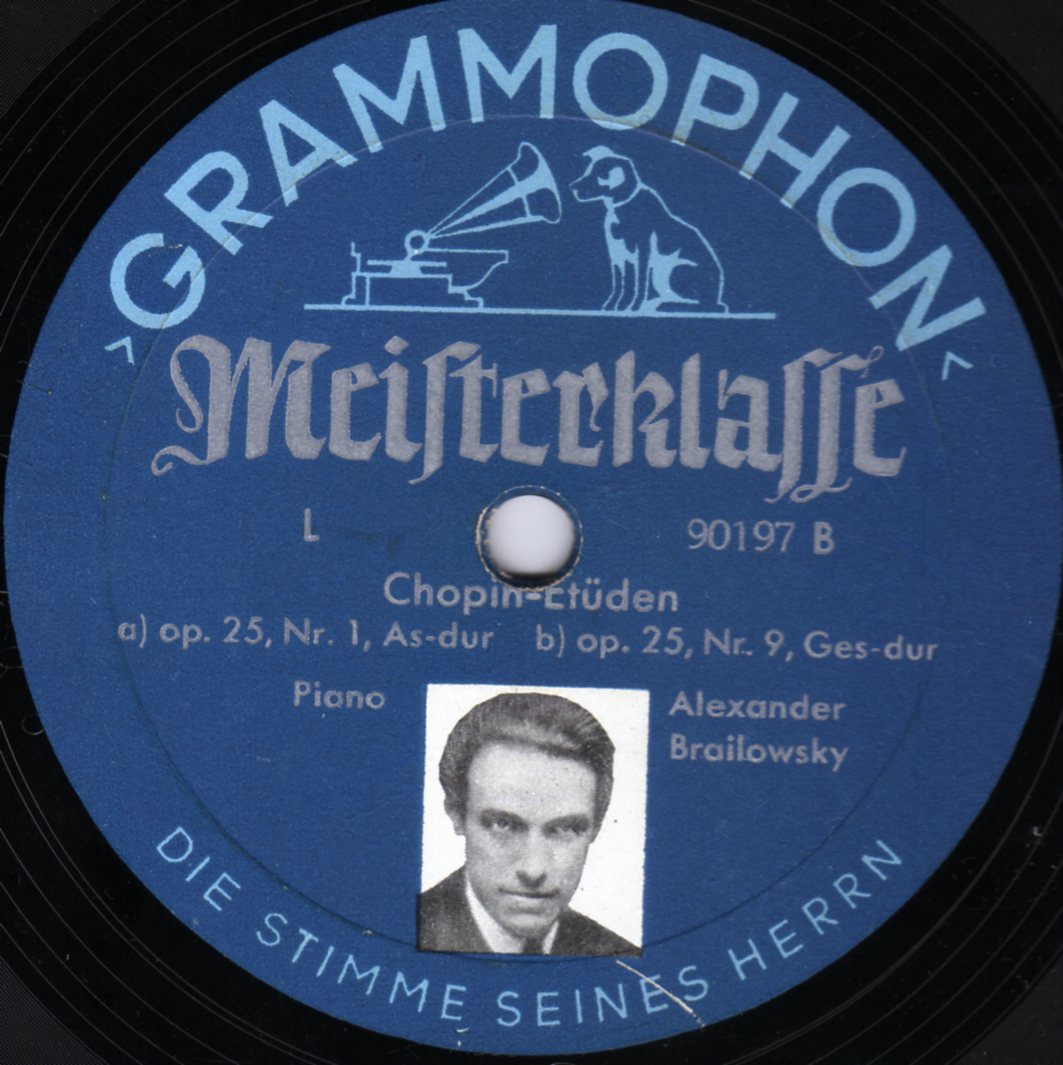 GRAMMOPHON
Meiſterklaſſe
L 90197 B
Chopin-Etüden
a) op. 25, Nr. 1, As-dur b) op. 25, Nr. 9, Ges-dur
Piano Alexander
Brailowsky
DIE STIMME SEINES HERRN